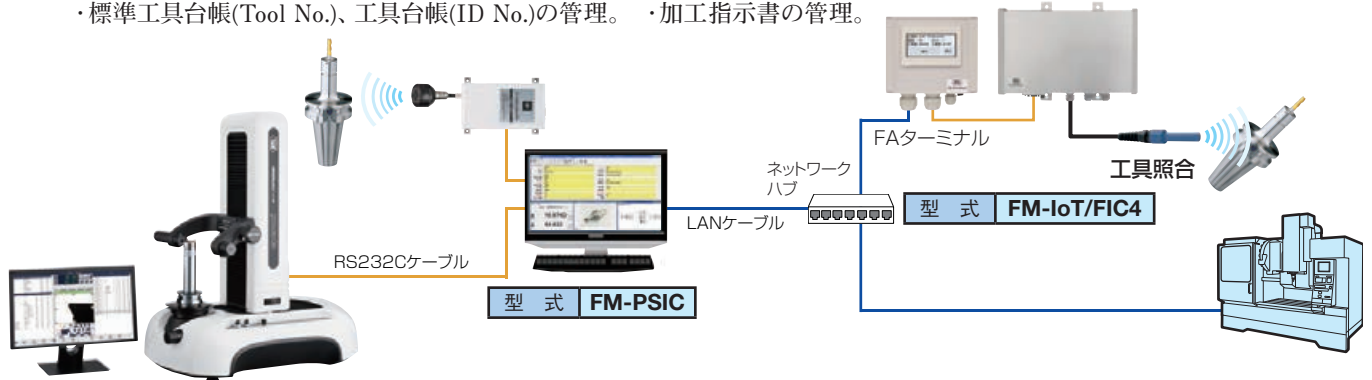 ・標準工具台帳(Tool No.)、工具台帳(ID No.)の管理。 ・加工指示書の管理。
FAターミナル
工具照合
ネットワーク
ハブ
型 式 FM-IoT/FIC4
LANケーブル
RS232Cケーブル
型 式 FM-PSIC